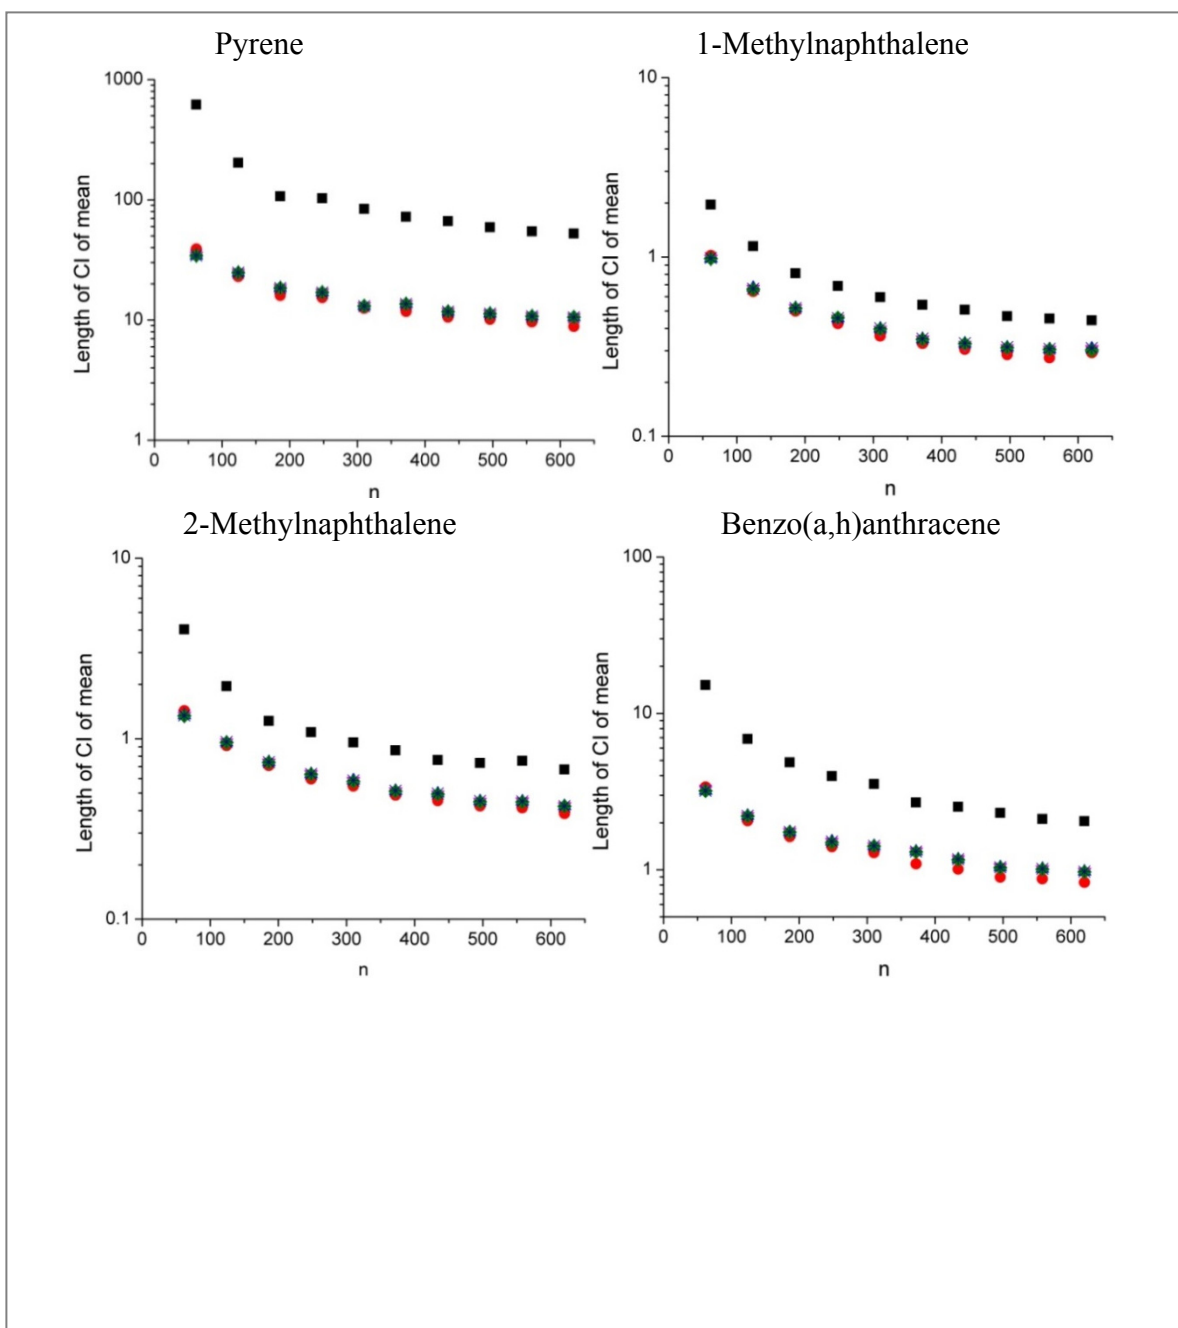 Pyrene
1000
100
10
1
Length of CI of mean
0 100 200 300 400 500 600
n
1-Methylnaphthalene
10
1
0.1
Length of CI of mean
0 100 200 300 400 500 600
n
2-Methylnaphthalene
10
1
0.1
Length of CI of mean
0 100 200 300 400 500 600
n
Benzo(a,h)anthracene
100
10
1
Length of CI of mean
0 100 200 300 400 500 600
n